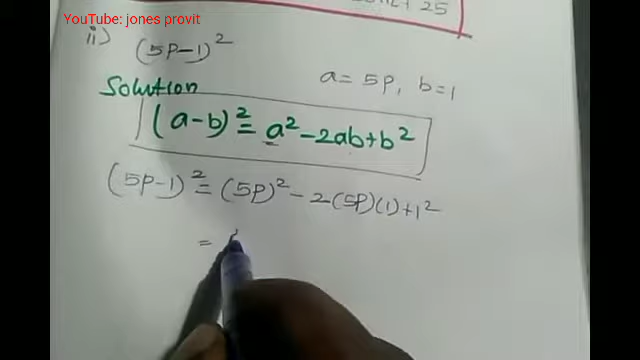 YouTube: jones provit
+ 25
ii) (5p-1)²
a = 5p, b = 1
Solution
(a-b)² = a² - 2ab + b²
(5p-1)² = (5p)² - 2(5p)(1) + 1²
=